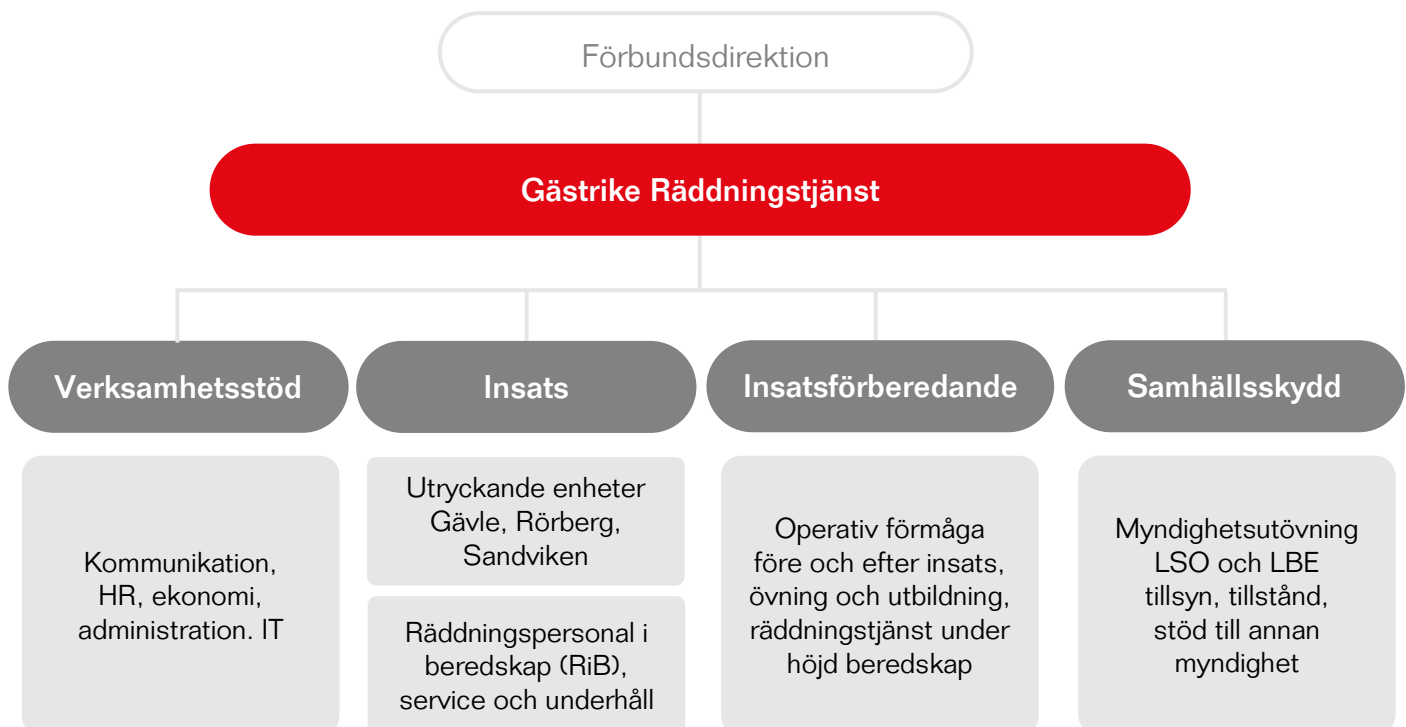 Förbundsdirektion
Gästrike Räddningstjänst
Verksamhetsstöd
Kommunikation,
HR, ekonomi,
administration. IT
Insats
Utryckande enheter
Gävle, Rörberg,
Sandviken
Räddningspersonal i
beredskap (RiB),
service och underhåll
Insatsförberedande
Operativ förmåga
före och efter insats,
övning och utbildning,
räddningstjänst under
höjd beredskap
Samhällsskydd
Myndighetsutövning
LSO och LBE
tillsyn, tillstånd,
stöd till annan
myndighet